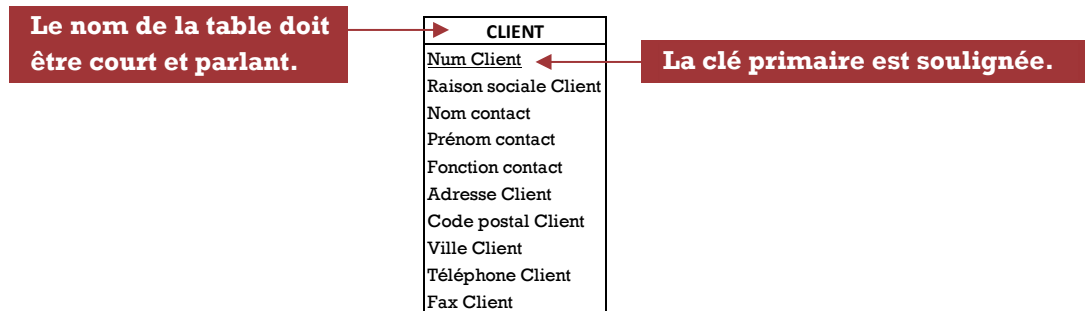 Le nom de la table doit
être court et parlant.
CLIENT
Num Client
La clé primaire est soulignée.
Raison sociale Client
Nom contact
Prénom contact
Fonction contact
Adresse Client
Code postal Client
Ville Client
Téléphone Client
Fax Client